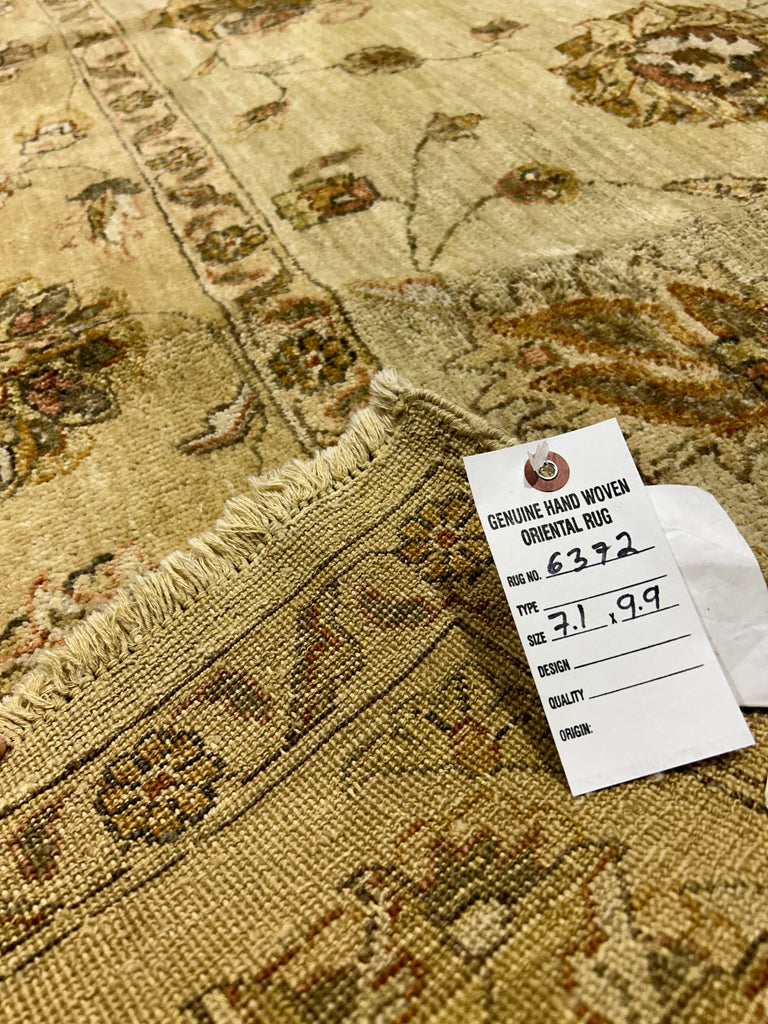 GENUINE HAND WOVEN
ORIENTAL RUG
RUG NO. 6372
TYPE
SIZE 7.1 x 9.9
DESIGN
QUALITY
ORIGIN: